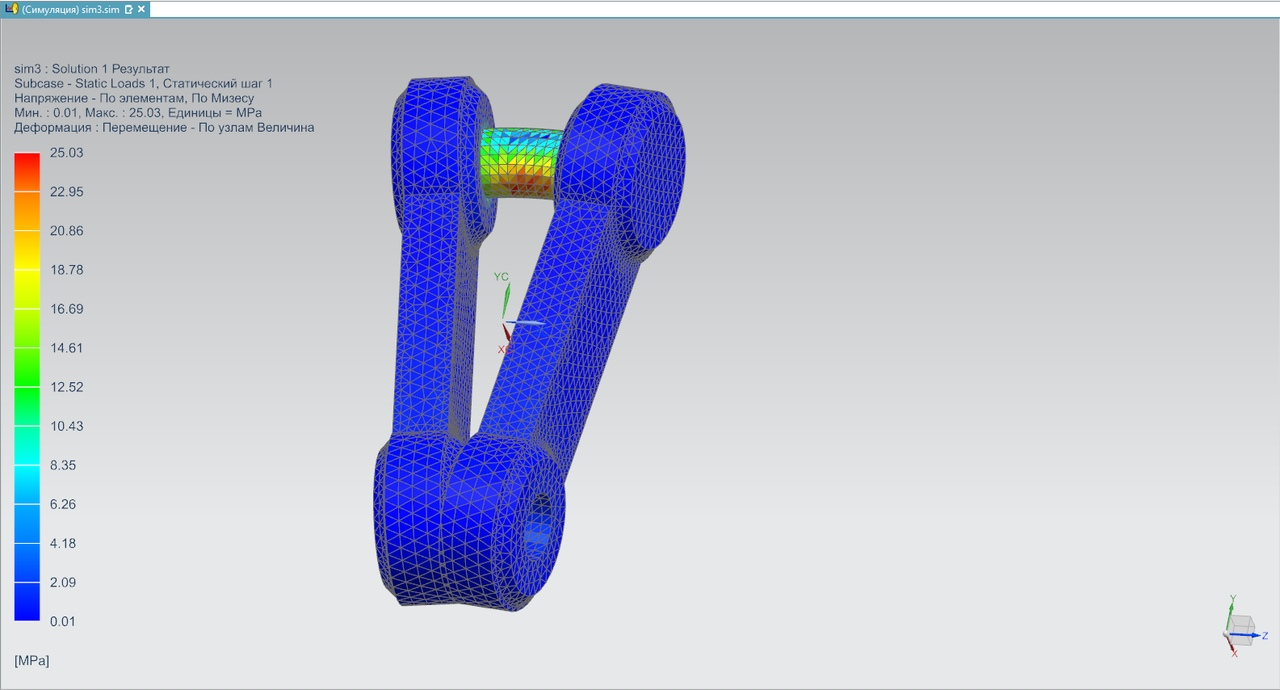 (Симуляция) sim3.sim
sim3 : Solution 1 Результат
Subcase - Static Loads 1, Статический шаг 1
Напряжение - По элементам, По Мизесу
Мин. : 0.01, Макс. : 25.03, Единицы = MPa
Деформация : Перемещение - По узлам Величина
25.03
22.95
20.86
18.78
16.69
14.61
12.52
10.43
8.35
6.26
4.18
2.09
0.01
[MPa]
YC
Y
Z
X